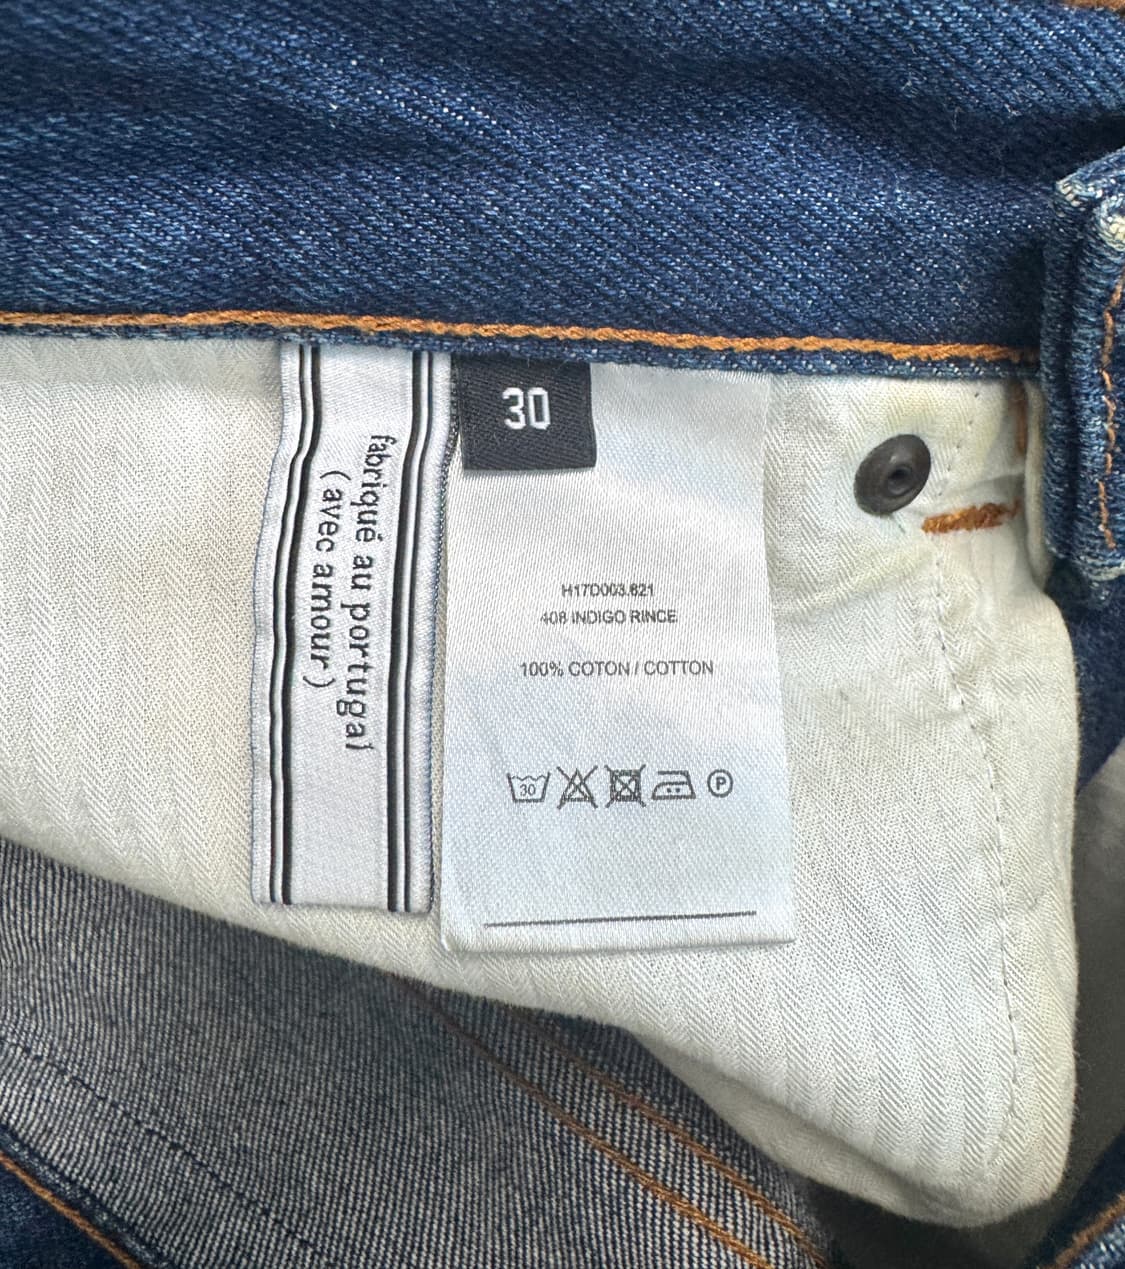 fabriqué au portugal
( avec amour )
30
H17D003.821
408 INDIGO RINCE
100% COTON / COTTON
30
P